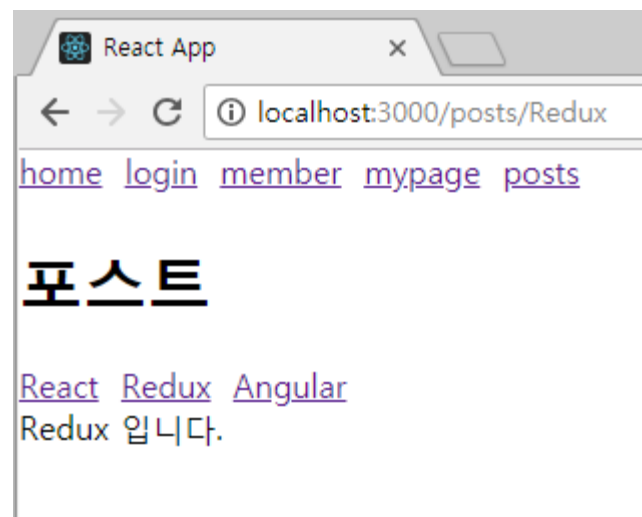 React App
localhost:3000/posts/Redux
home login member mypage posts
포스트
React Redux Angular
Redux 입니다.